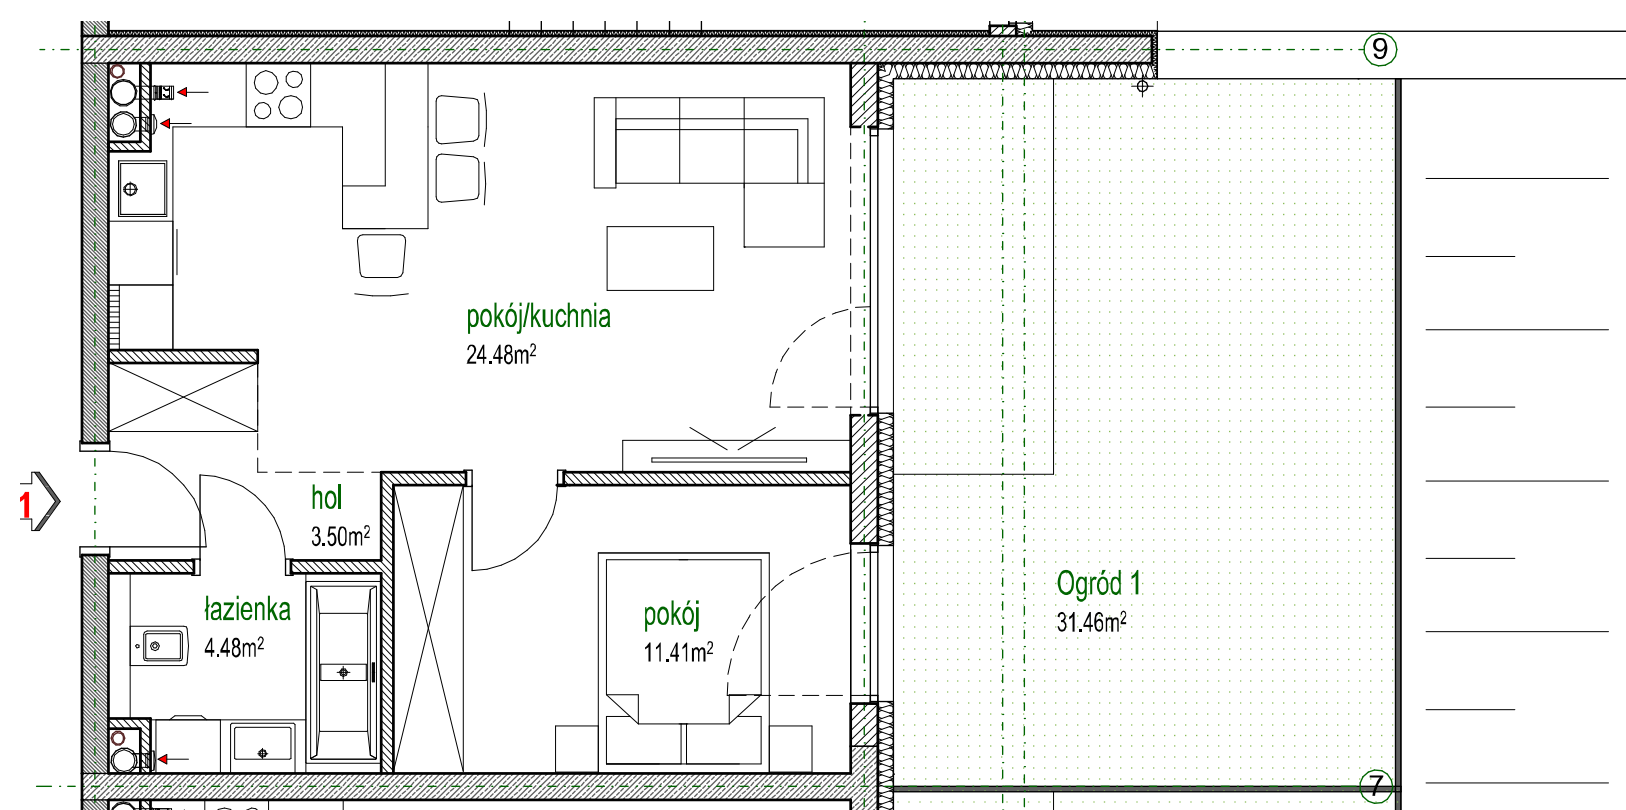 9
pokój/kuchnia
24.48m²
1
hol
3.50m²
łazienka
4.48m²
pokój
11.41m²
Ogród 1
31.46m²
7